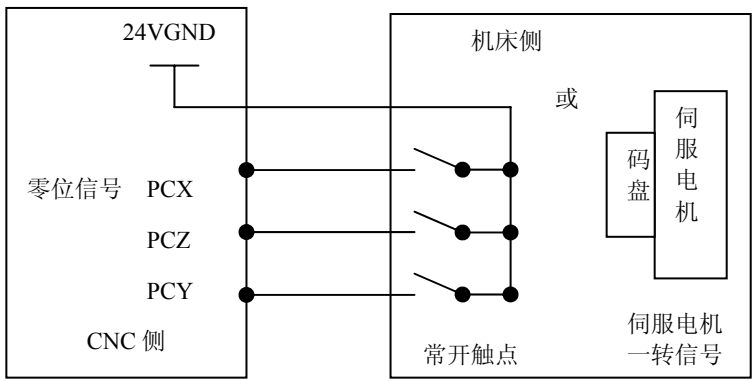 24VGND
零位信号 PCX
PCZ
PCY
CNC 侧
机床侧
或
码盘
伺服电机
常开触点
伺服电机
一转信号